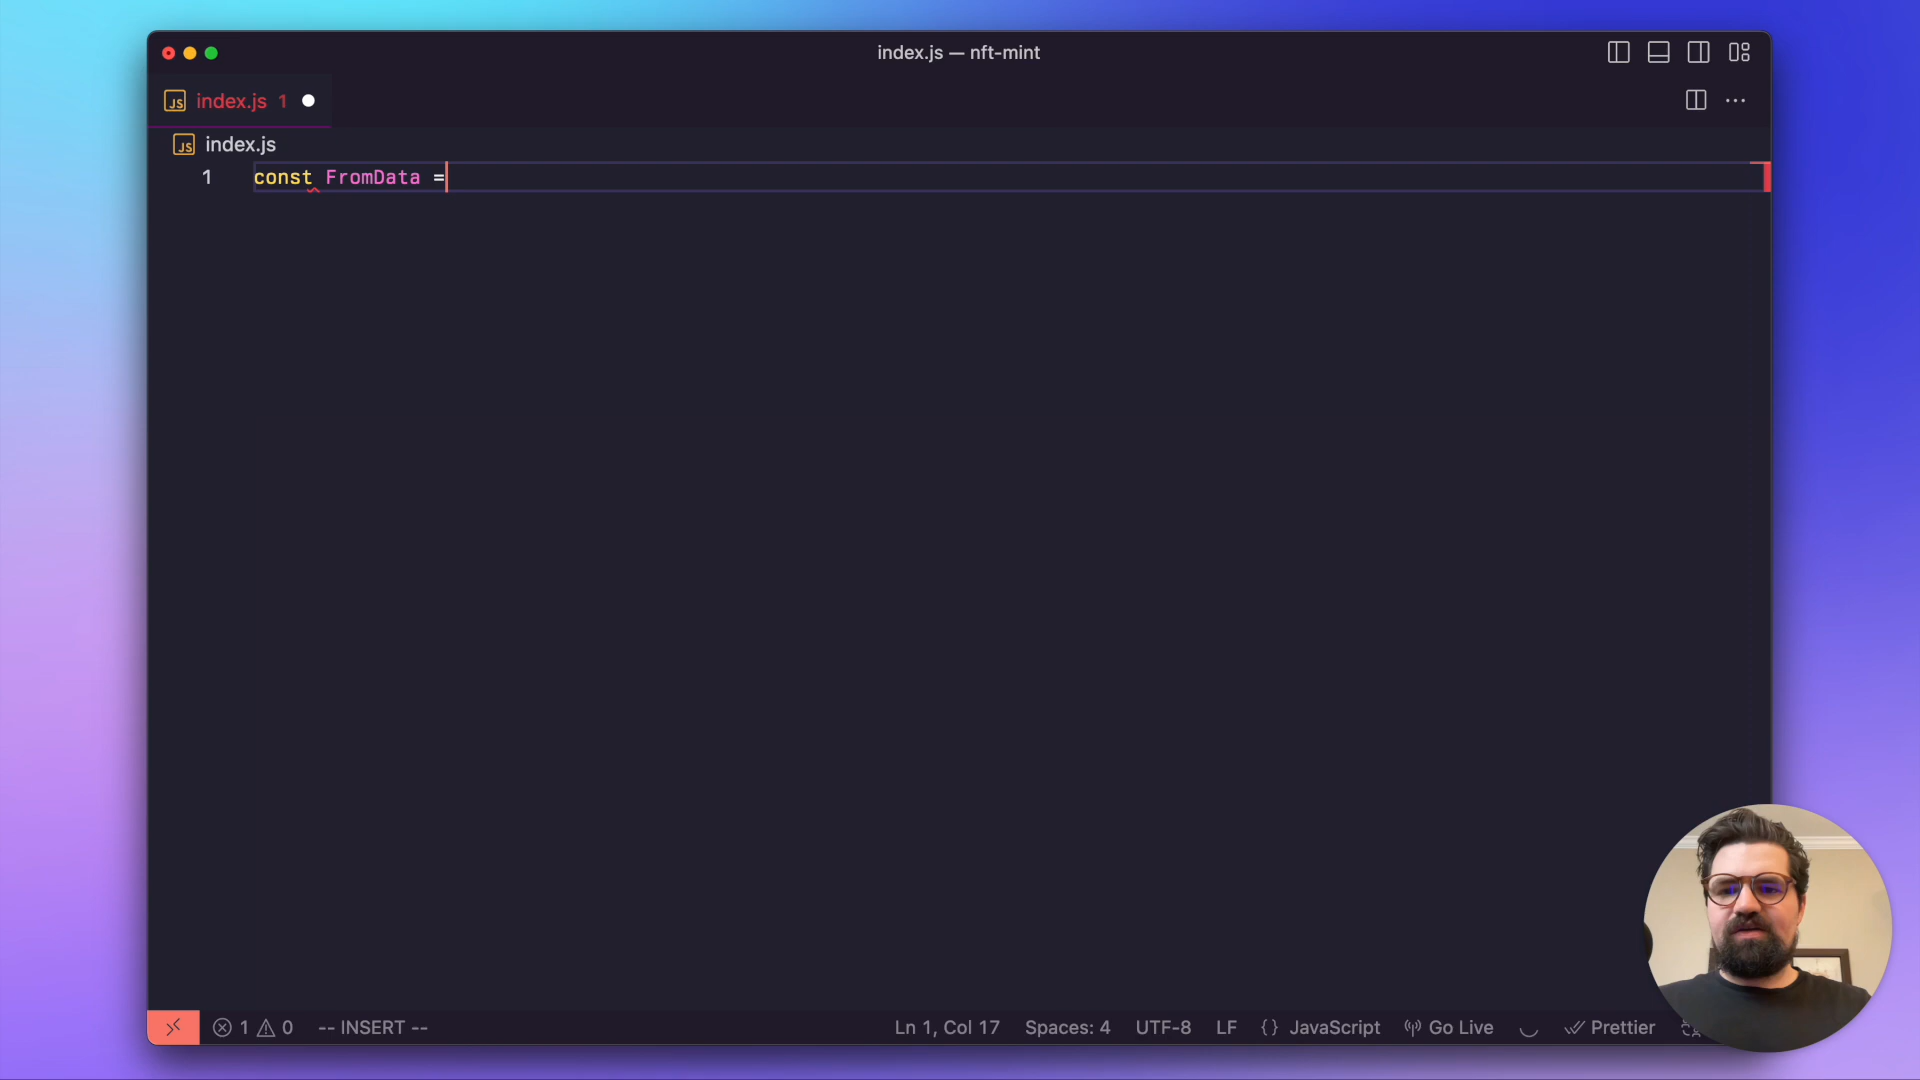 index.js — nft-mint
index.js 1
index.js
1 const FromData =
1 0 -- INSERT -- Ln 1, Col 17 Spaces: 4 UTF-8 LF {} JavaScript Go Live Prettier